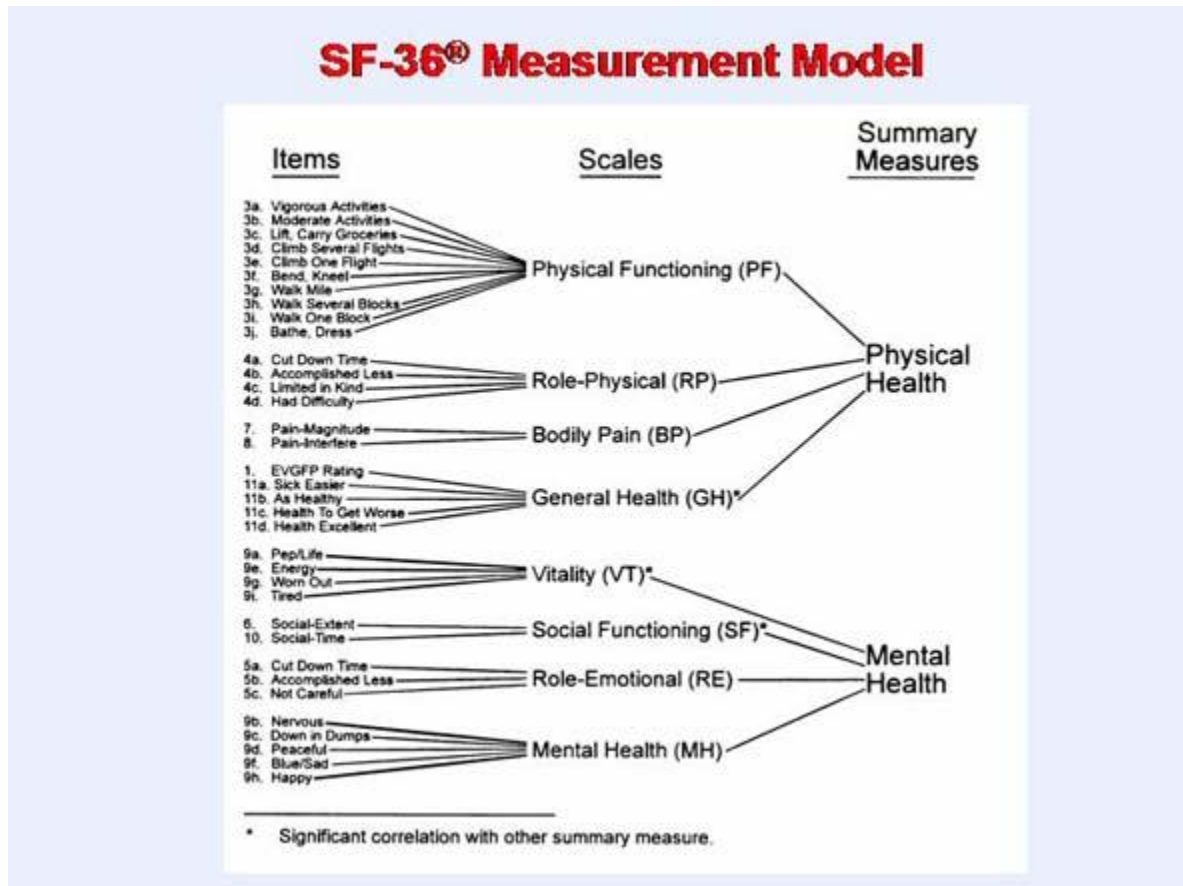 SF-36® Measurement Model
Items
Scales
Summary
Measures
3a. Vigorous Activities
3b. Moderate Activities
3c. Lift, Carry Groceries
3d. Climb Several Flights
3e. Climb One Flight
3f. Bend, Kneel
3g. Walk Mile
3h. Walk Several Blocks
3i. Walk One Block
3j. Bathe, Dress
Physical Functioning (PF)
4a. Cut Down Time
4b. Accomplished Less
4c. Limited in Kind
4d. Had Difficulty
Role-Physical (RP)
7. Pain-Magnitude
8. Pain-Interfere
Bodily Pain (BP)
1. EVGFP Rating
11a. Sick Easier
11b. As Healthy
11c. Health To Get Worse
11d. Health Excellent
General Health (GH)*
Physical
Health
9a. Pep/Life
9e. Energy
9g. Worn Out
9i. Tired
Vitality (VT)*
6. Social-Extent
10. Social-Time
Social Functioning (SF)*
5a. Cut Down Time
5b. Accomplished Less
5c. Not Careful
Role-Emotional (RE)
9b. Nervous
9c. Down in Dumps
9d. Peaceful
9f. Blue/Sad
9h. Happy
Mental Health (MH)
Mental
Health
* Significant correlation with other summary measure.